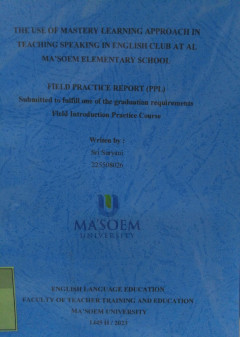 THE USE OF MASTERY LEARNING APPROACH IN
TEACHING SPEAKING IN ENGLISH CLUB AT AL
MA'SOEM ELEMENTARY SCHOOL
FIELD PRACTICE REPORT (PPL)
Submitted to fulfill one of the graduation requirements
Field Introduction Practice Course
Written by :
MA'SOEM
UNIVERSITY
ENGLISH LANGUAGE EDUCATION
FACULTY OF TEACHER TRAINING AND EDUCATION
MA'SOEM UNIVERSITY